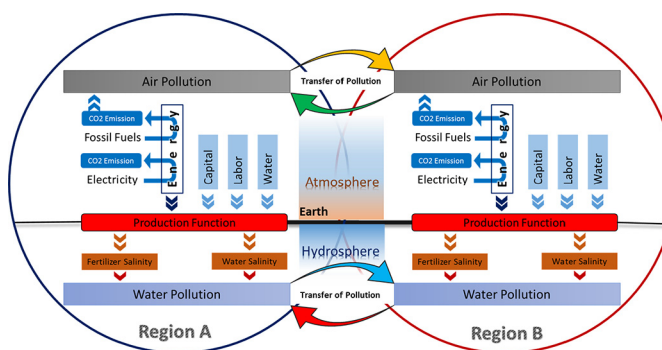 Air Pollution
Transfer of Pollution
Air Pollution
CO2 Emission
Fossil Fuels
CO2 Emission
Electricity
Energy
Capital
Labor
Water
Atmosphere
CO2 Emission
Fossil Fuels
CO2 Emission
Electricity
Energy
Capital
Labor
Water
Earth
Production Function
Production Function
Hydrosphere
Fertilizer Salinity
Water Salinity
Fertilizer Salinity
Water Salinity
Water Pollution
Transfer of Pollution
Water Pollution
Region A
Region B